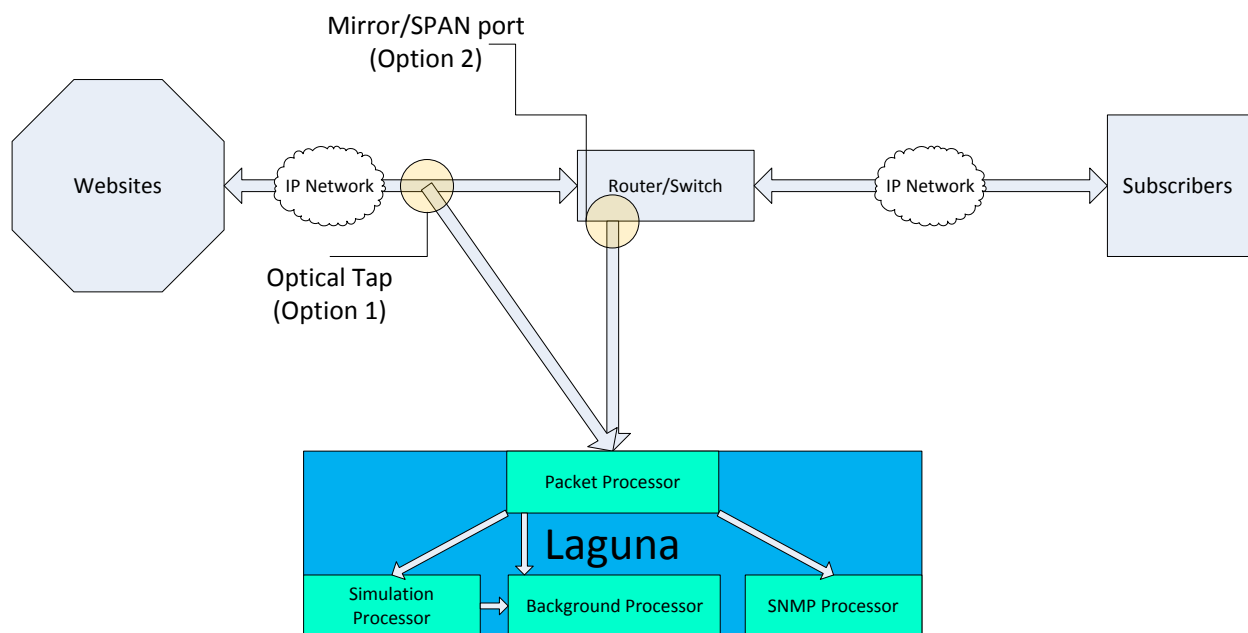 Mirror/SPAN port
(Option 2)
Websites
IP Network
Router/Switch
IP Network
Subscribers
Optical Tap
(Option 1)
Packet Processor
Laguna
Simulation
Processor
Background Processor
SNMP Processor